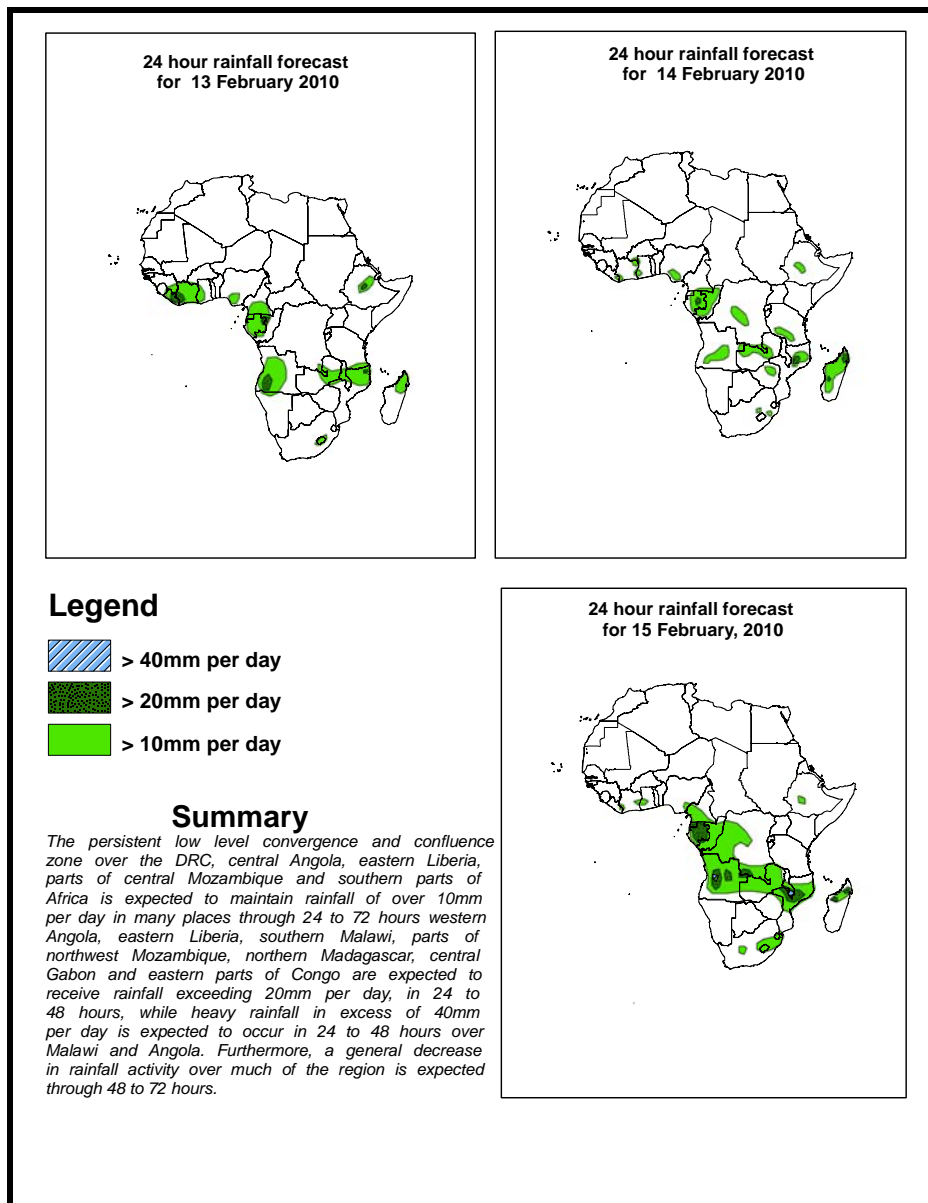 24 hour rainfall forecast
for 13 February 2010
24 hour rainfall forecast
for 14 February 2010
Legend
> 40mm per day
> 20mm per day
> 10mm per day
24 hour rainfall forecast
for 15 February, 2010
Summary
The persistent low level convergence and confluence
zone over the DRC, central Angola, eastern Liberia,
parts of central Mozambique and southern parts of
Africa is expected to maintain rainfall of over 10mm
per day in many places through 24 to 72 hours western
Angola, eastern Liberia, southern Malawi, parts of
northwest Mozambique, northern Madagascar, central
Gabon and eastern parts of Congo are expected to
receive rainfall exceeding 20mm per day, in 24 to
48 hours, while heavy rainfall in excess of 40mm
per day is expected to occur in 24 to 48 hours over
Malawi and Angola. Furthermore, a general decrease
in rainfall activity over much of the region is expected
through 48 to 72 hours.